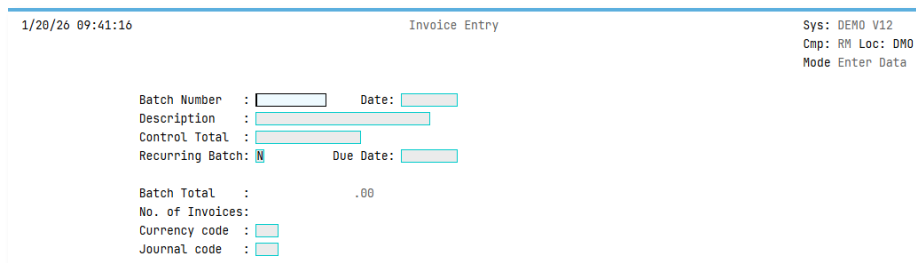 1/20/26 09:41:16 Invoice Entry Sys: DEMO V12
Cmp: RM Loc: DMO
Mode Enter Data
Batch Number : Date:
Description :
Control Total :
Recurring Batch: N Due Date:
Batch Total : .00
No. of Invoices:
Currency code :
Journal code :